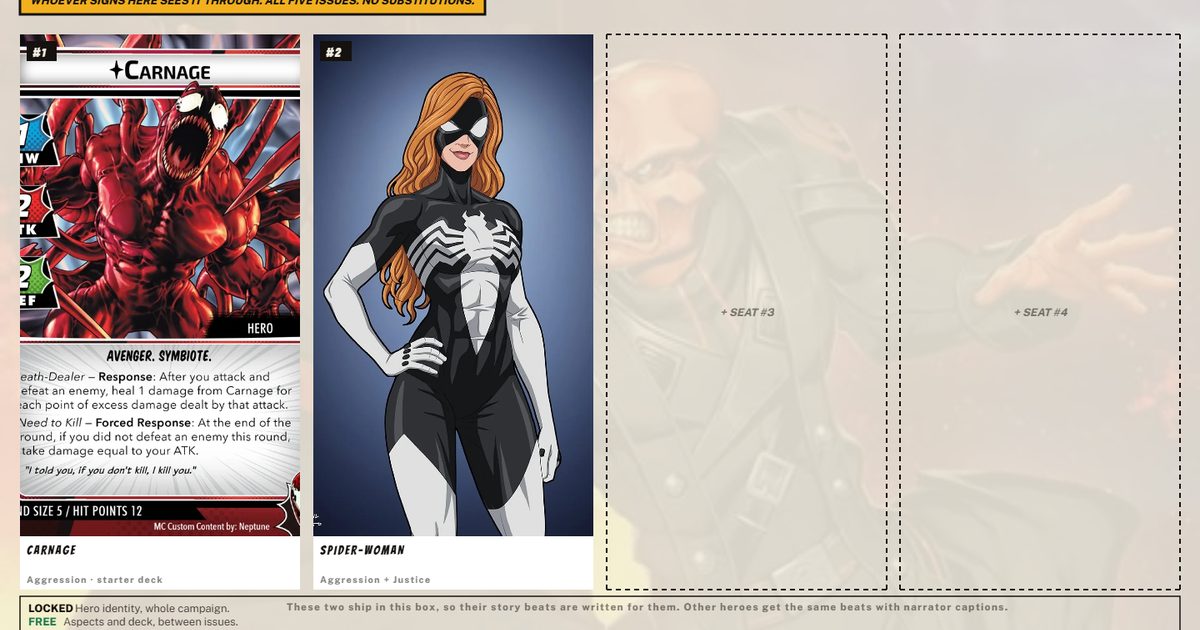 WHOEVER SIGNS HERE SEES IT THROUGH. ALL FIVE ISSUES. NO SUBSTITUTIONS.
#1
CARNAGE
HERO
AVENGER. SYMBIOTE.
eath-Dealer – Response: After you attack and
efeat an enemy, heal 1 damage from Carnage for
each point of excess damage dealt by that attack.
Need to Kill – Forced Response: At the end of the
round, if you did not defeat an enemy this round,
take damage equal to your ATK.
"I told you, if you don't kill, I kill you."
ND SIZE 5 / HIT POINTS 12
MC Custom Content by: Neptune
CARNAGE
Aggression · starter deck
#2
SPIDER-WOMAN
Aggression + Justice
+ SEAT #3
+ SEAT #4
LOCKED Hero identity, whole campaign.
FREE Aspects and deck, between issues.
These two ship in this box, so their story beats are written for them. Other heroes get the same beats with narrator captions.